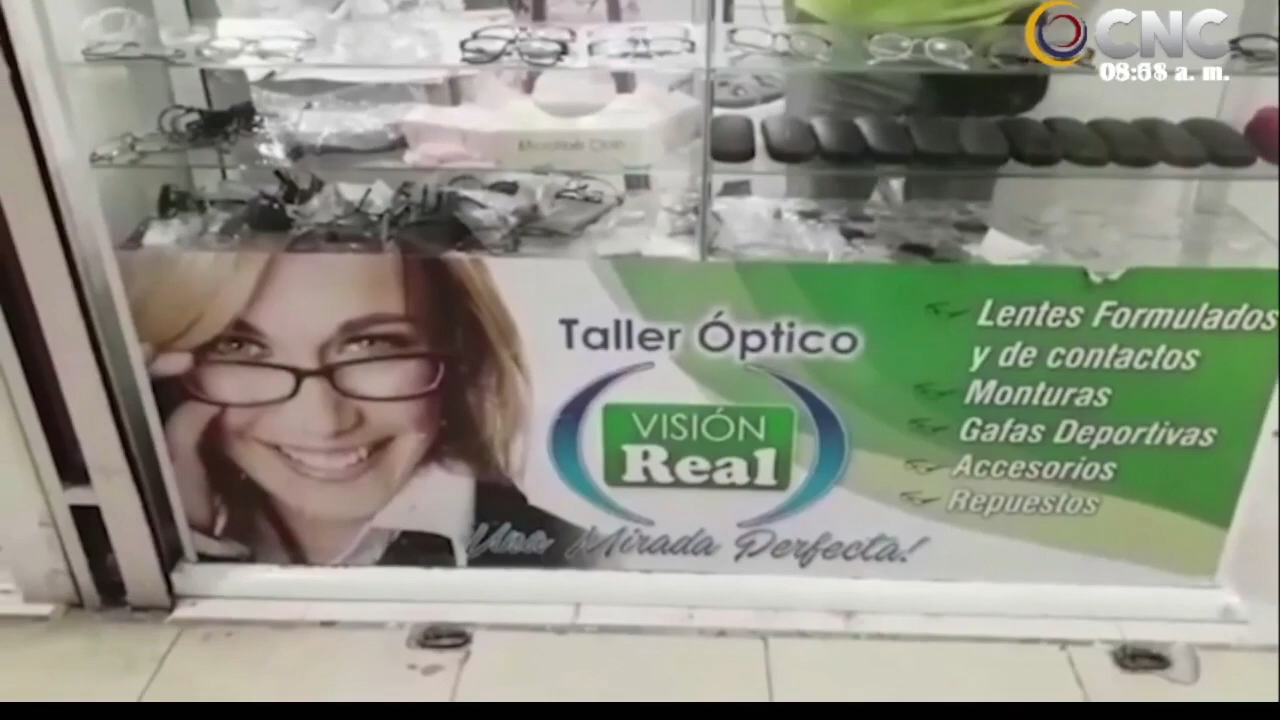 CNC
08:58 a. m.
Taller Óptico
VISIÓN
Real
Una Mirada Perfecta!
Lentes Formulados
y de contactos
Monturas
Gafas Deportivas
Accesorios
Repuestos